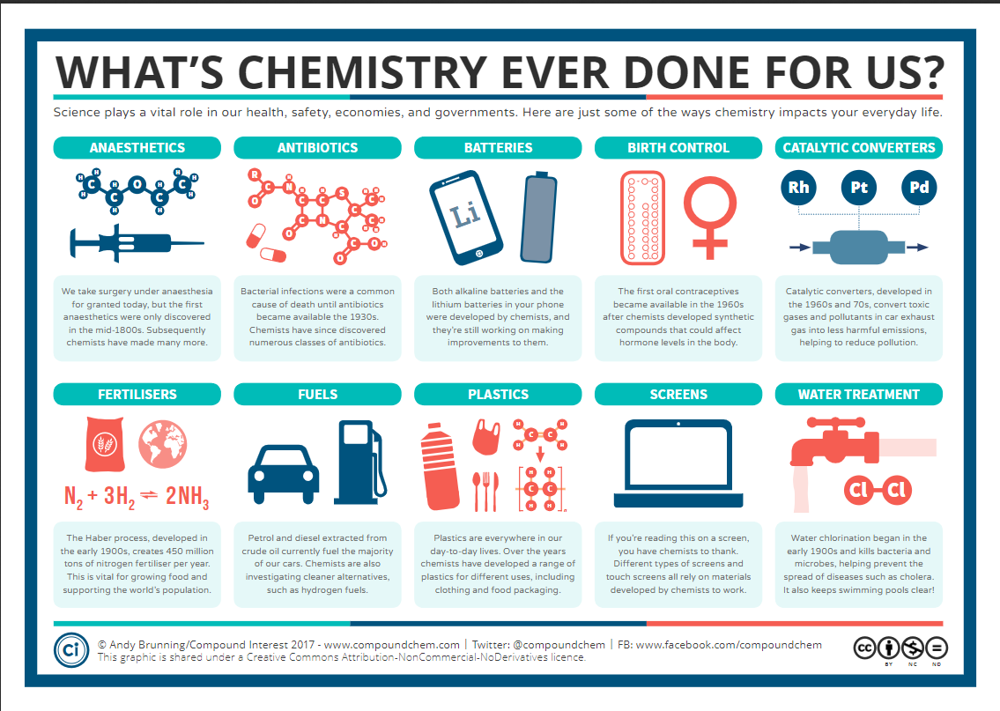 WHAT'S CHEMISTRY EVER DONE FOR US?
Science plays a vital role in our health, safety, economies, and governments. Here are just some of the ways chemistry impacts your everyday life.
ANAESTHETICS
H H H H
H C O C H
C C
H H H H
We take surgery under anaesthesia
for granted today, but the first
anaesthetics were only discovered
in the mid-1800s. Subsequently
chemists have made many more.
ANTIBIOTICS
R H H H S H H
C N C C C C H
O C N C C H
O H C O H
O
Bacterial infections were a common
cause of death until antibiotics
became available the 1930s.
Chemists have since discovered
numerous classes of antibiotics.
BATTERIES
Li
Both alkaline batteries and the
lithium batteries in your phone
were developed by chemists, and
they're still working on making
improvements to them.
BIRTH CONTROL
The first oral contraceptives
became available in the 1960s
after chemists developed synthetic
compounds that could affect
hormone levels in the body.
CATALYTIC CONVERTERS
Rh Pt Pd
Catalytic converters, developed in
the 1960s and 70s, convert toxic
gases and pollutants in car exhaust
gas into less harmful emissions,
helping to reduce pollution.
FERTILISERS
N2 + 3H2 ⇌ 2NH3
The Haber process, developed in
the early 1900s, creates 450 million
tons of nitrogen fertiliser per year.
This is vital for growing food and
supporting the world's population.
FUELS
Petrol and diesel extracted from
crude oil currently fuel the majority
of our cars. Chemists are also
investigating cleaner alternatives,
such as hydrogen fuels.
PLASTICS
H H
C C
H H
H H
C C
H H
n
Plastics are everywhere in our
day-to-day lives. Over the years
chemists have developed a range of
plastics for different uses, including
clothing and food packaging.
SCREENS
If you're reading this on a screen,
you have chemists to thank.
Different types of screens and
touch screens all rely on materials
developed by chemists to work.
WATER TREATMENT
Cl Cl
Water chlorination began in the
early 1900s and kills bacteria and
microbes, helping prevent the
spread of diseases such as cholera.
It also keeps swimming pools clear!
Ci
© Andy Brunning/Compound Interest 2017 - www.compoundchem.com | Twitter: @compoundchem | FB: www.facebook.com/compoundchem
This graphic is shared under a Creative Commons Attribution-NonCommercial-NoDerivatives licence.
cc
BY NC ND